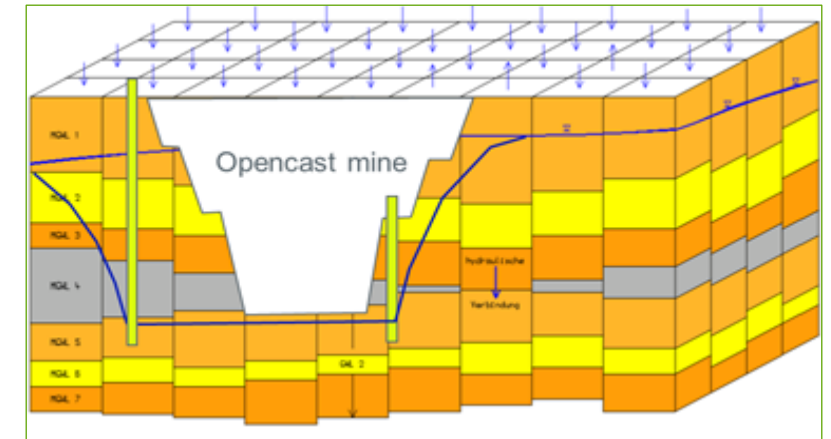 MGWL 1
Opencast mine
MGWL 2
MGWL 3
hydraulische
MGWL 4
Verbindung
MGWL 5
GWL 2
MGWL 6
MGWL 7